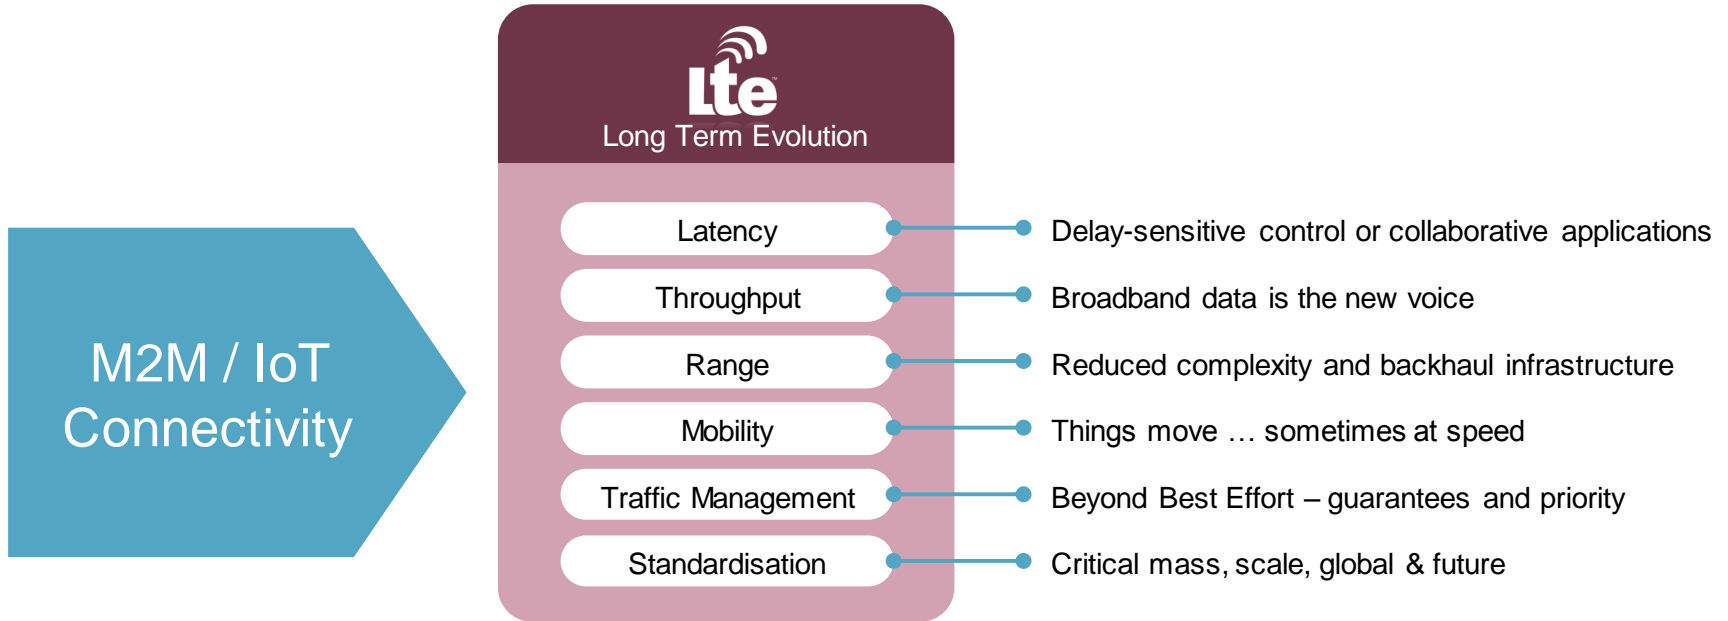 Lte™
Long Term Evolution
M2M / IoT
Connectivity
Latency
Delay-sensitive control or collaborative applications
Throughput
Broadband data is the new voice
Range
Reduced complexity and backhaul infrastructure
Mobility
Things move … sometimes at speed
Traffic Management
Beyond Best Effort – guarantees and priority
Standardisation
Critical mass, scale, global & future